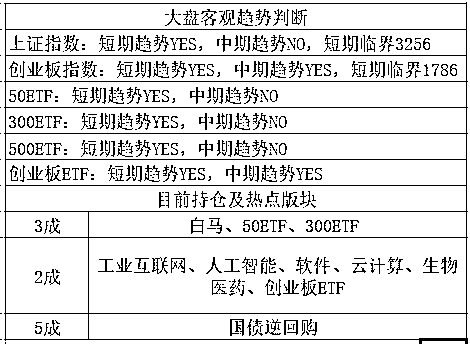 大盘客观趋势判断
上证指数：短期趋势YES，中期趋势NO，短期临界3256
创业板指数：短期趋势YES，中期趋势YES，短期临界1786
50ETF：短期趋势YES，中期趋势NO
300ETF：短期趋势YES，中期趋势NO
500ETF：短期趋势YES，中期趋势NO
创业板ETF：短期趋势YES，中期趋势YES
目前持仓及热点版块
3成 白马、50ETF、300ETF
2成 工业互联网、人工智能、软件、云计算、生物
医药、创业板ETF
5成 国债逆回购